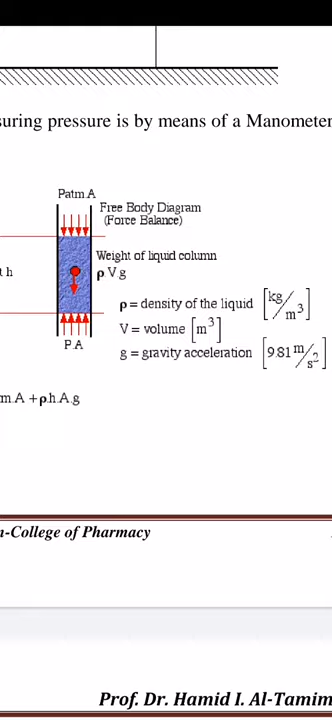 suring pressure is by means of a Manometer
Patm.A
Free Body Diagram
(Force Balance)
t h
Weight of liquid column
ρ V g
ρ = density of the liquid [kg/m³]
V = volume [m³]
P.A
g = gravity acceleration [9.81 m/s²]
m.A + ρ.h.A.g
n-College of Pharmacy
Prof. Dr. Hamid I. Al-Tamim